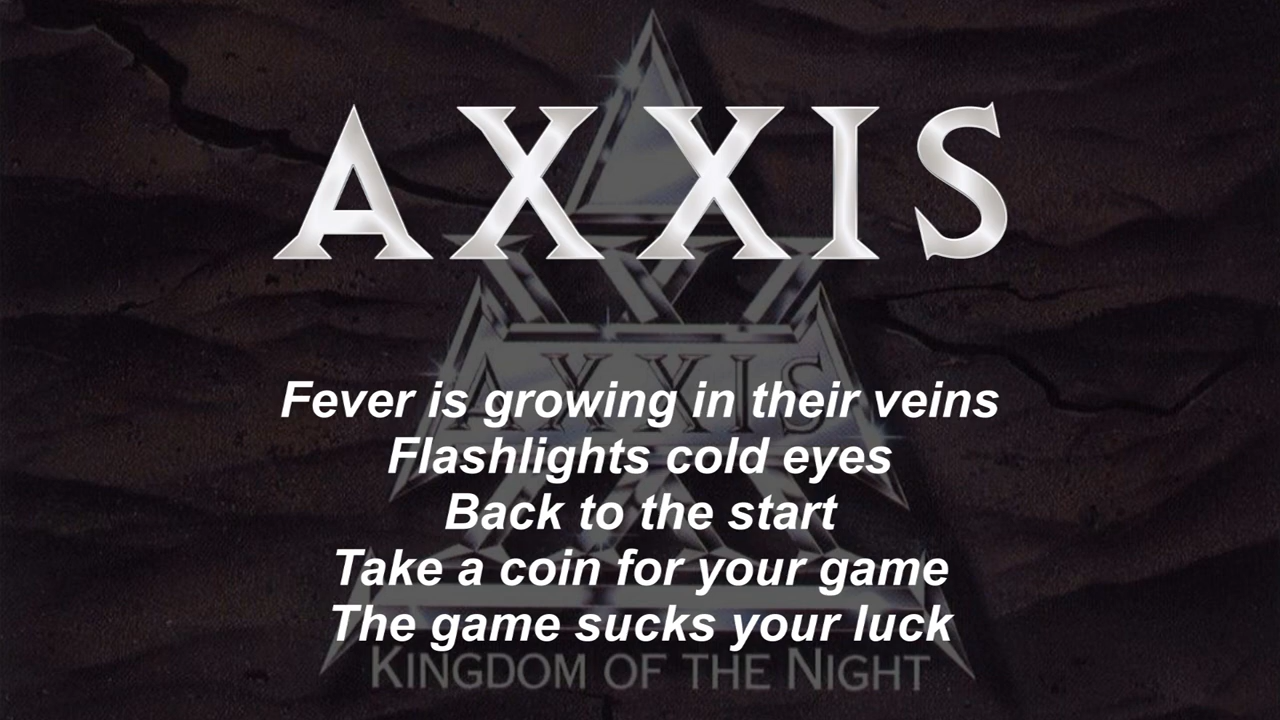 AXXIS
AXXIS
Fever is growing in their veins
Flashlights cold eyes
Back to the start
Take a coin for your game
The game sucks your luck
KINGDOM OF THE NIGHT